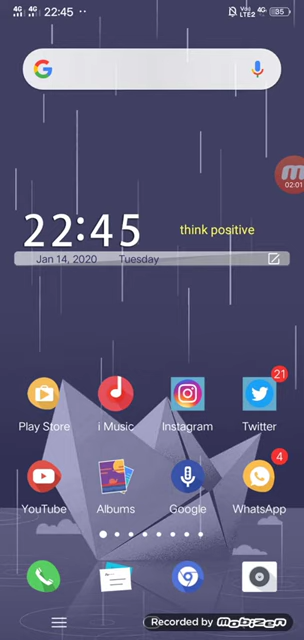 4G 4G 22:45
Vo)) LTE2 4G 35
02:01
22:45
think positive
Jan 14, 2020 Tuesday
21
Play Store i Music Instagram Twitter
4
YouTube Albums Google WhatsApp
Recorded by mobizen